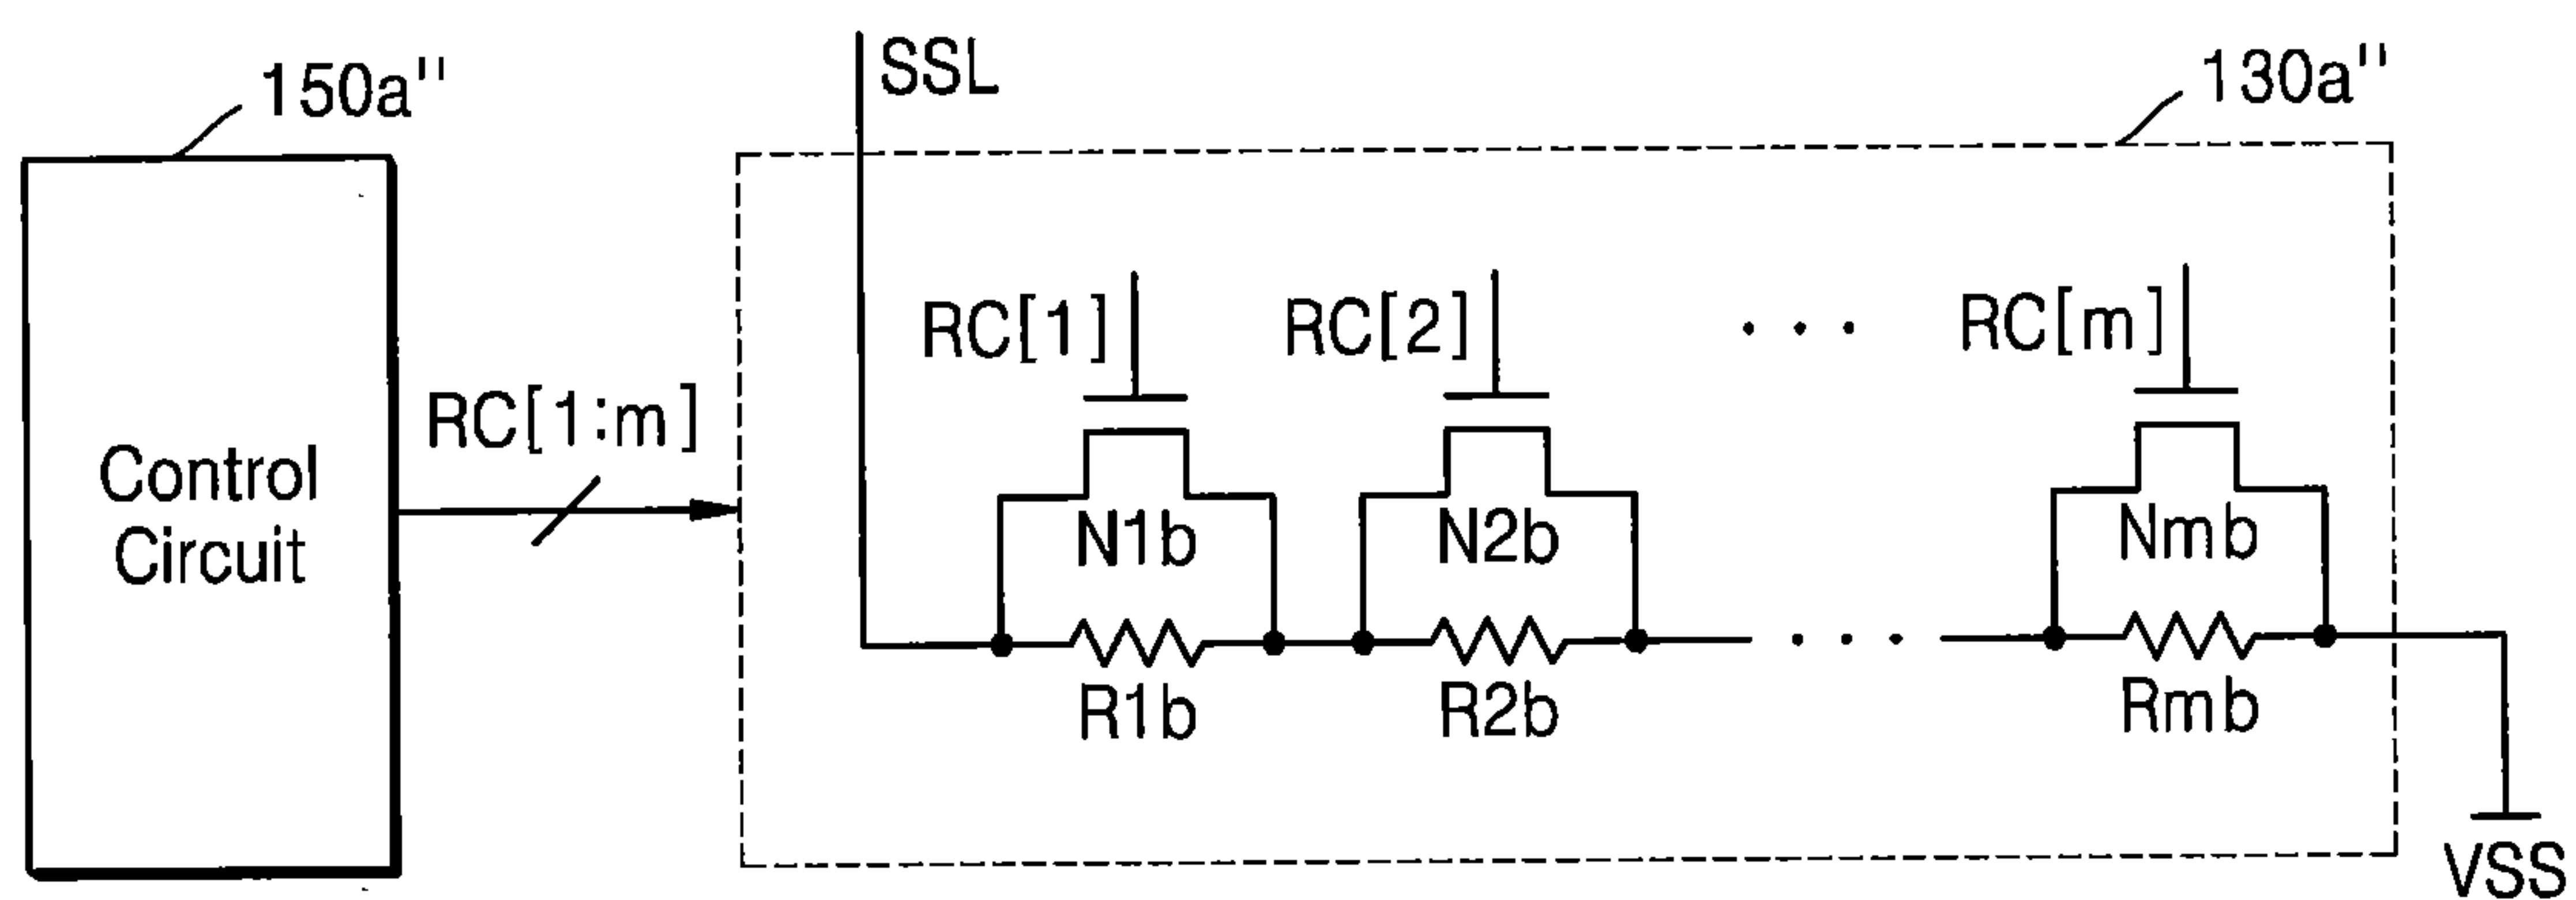 150a''
SSL
130a''
RC[1] RC[2] ... RC[m]
RC[1:m]
Control
Circuit
N1b N2b Nmb
...
R1b R2b Rmb
VSS